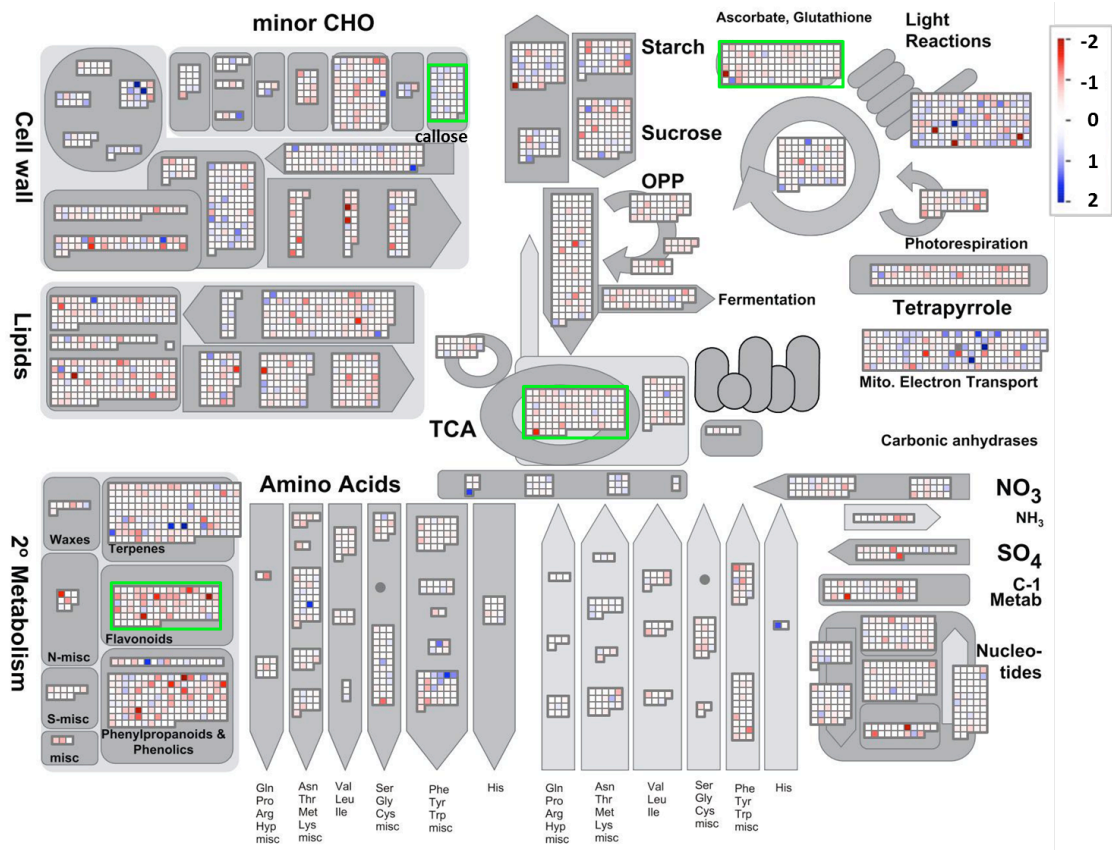 minor CHO
Ascorbate, Glutathione
Light
Reactions
Starch
Sucrose
callose
Cell wall
OPP
Photorespiration
Fermentation
Tetrapyrrole
Mito. Electron Transport
Lipids
TCA
Carbonic anhydrases
Amino Acids
2º Metabolism
Waxes
Terpenes
N-misc
Flavonoids
S-misc
misc
Phenylpropanoids &
Phenolics
NO3
NH3
SO4
C-1
Metab
Nucleo-
tides
-2
-1
0
1
2
Gln
Pro
Arg
Hyp
misc
Asn
Thr
Met
Lys
misc
Val
Leu
Ile
Ser
Gly
Cys
misc
Phe
Tyr
Trp
misc
His
Gln
Pro
Arg
Hyp
misc
Asn
Thr
Met
Lys
misc
Val
Leu
Ile
Ser
Gly
Cys
misc
Phe
Tyr
Trp
misc
His